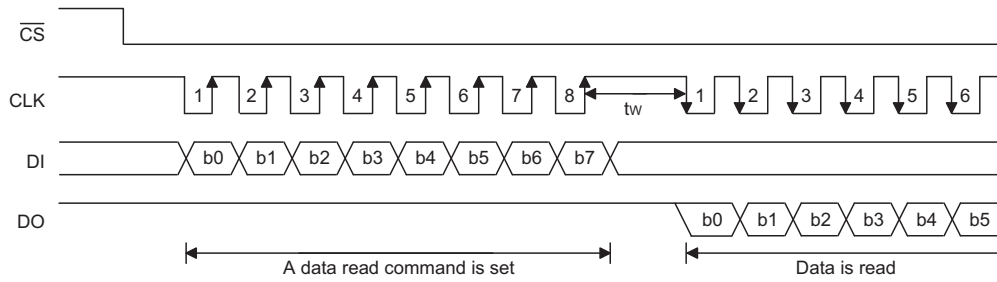 CS
CLK 1 2 3 4 5 6 7 8 tw 1 2 3 4 5 6
DI b0 b1 b2 b3 b4 b5 b6 b7
DO b0 b1 b2 b3 b4 b5
A data read command is set Data is read